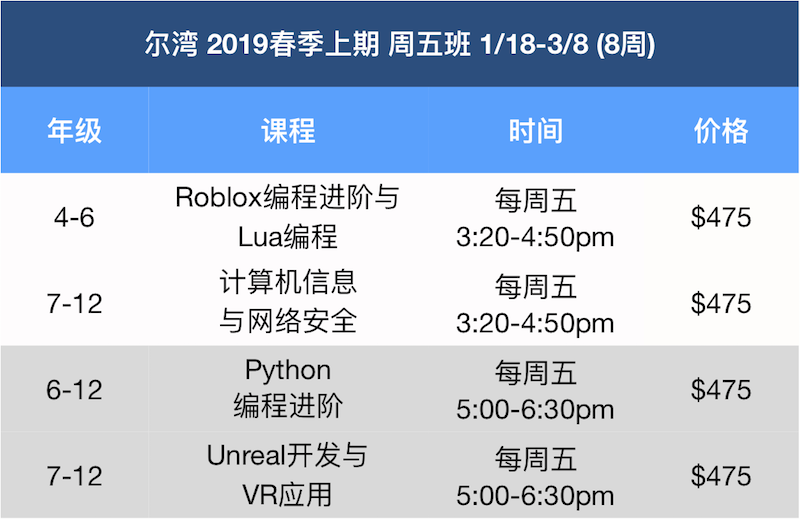 尔湾 2019春季上期 周五班 1/18-3/8 (8周)
年级 课程 时间 价格
4-6 Roblox编程进阶与 每周五 $475
Lua编程 3:20-4:50pm
7-12 计算机信息 每周五 $475
与网络安全 3:20-4:50pm
6-12 Python 每周五 $475
编程进阶 5:00-6:30pm
7-12 Unreal开发与 每周五 $475
VR应用 5:00-6:30pm